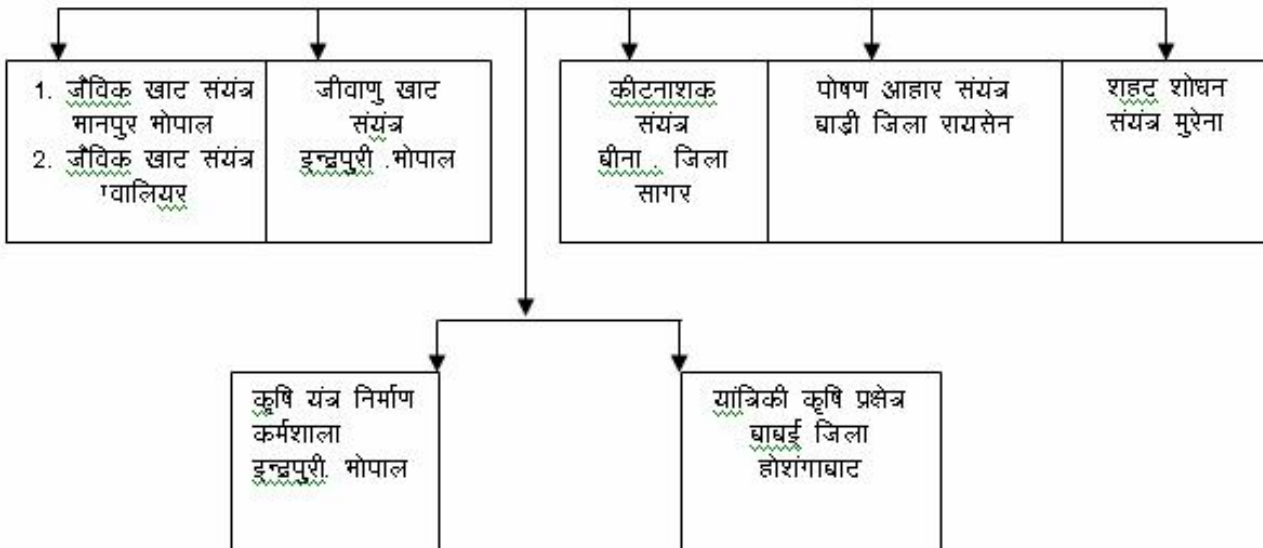 1. जैविक खाद संयंत्र
भानपुर भोपाल
2. जैविक खाद संयंत्र
ग्वालियर
जीवाणु खाद
संयंत्र
इन्द्रपुरी .भोपाल
कीटनाशक
संयंत्र
बीना . जिला
सागर
पोषण आहार संयंत्र
बाड़ी जिला रायसेन
शहद शोधन
संयंत्र मुरेना
कृषि यंत्र निर्माण
कर्मशाला
इन्द्रपुरी. भोपाल
यांत्रिकी कृषि प्रक्षेत्र
बाबई जिला
होशंगाबाद